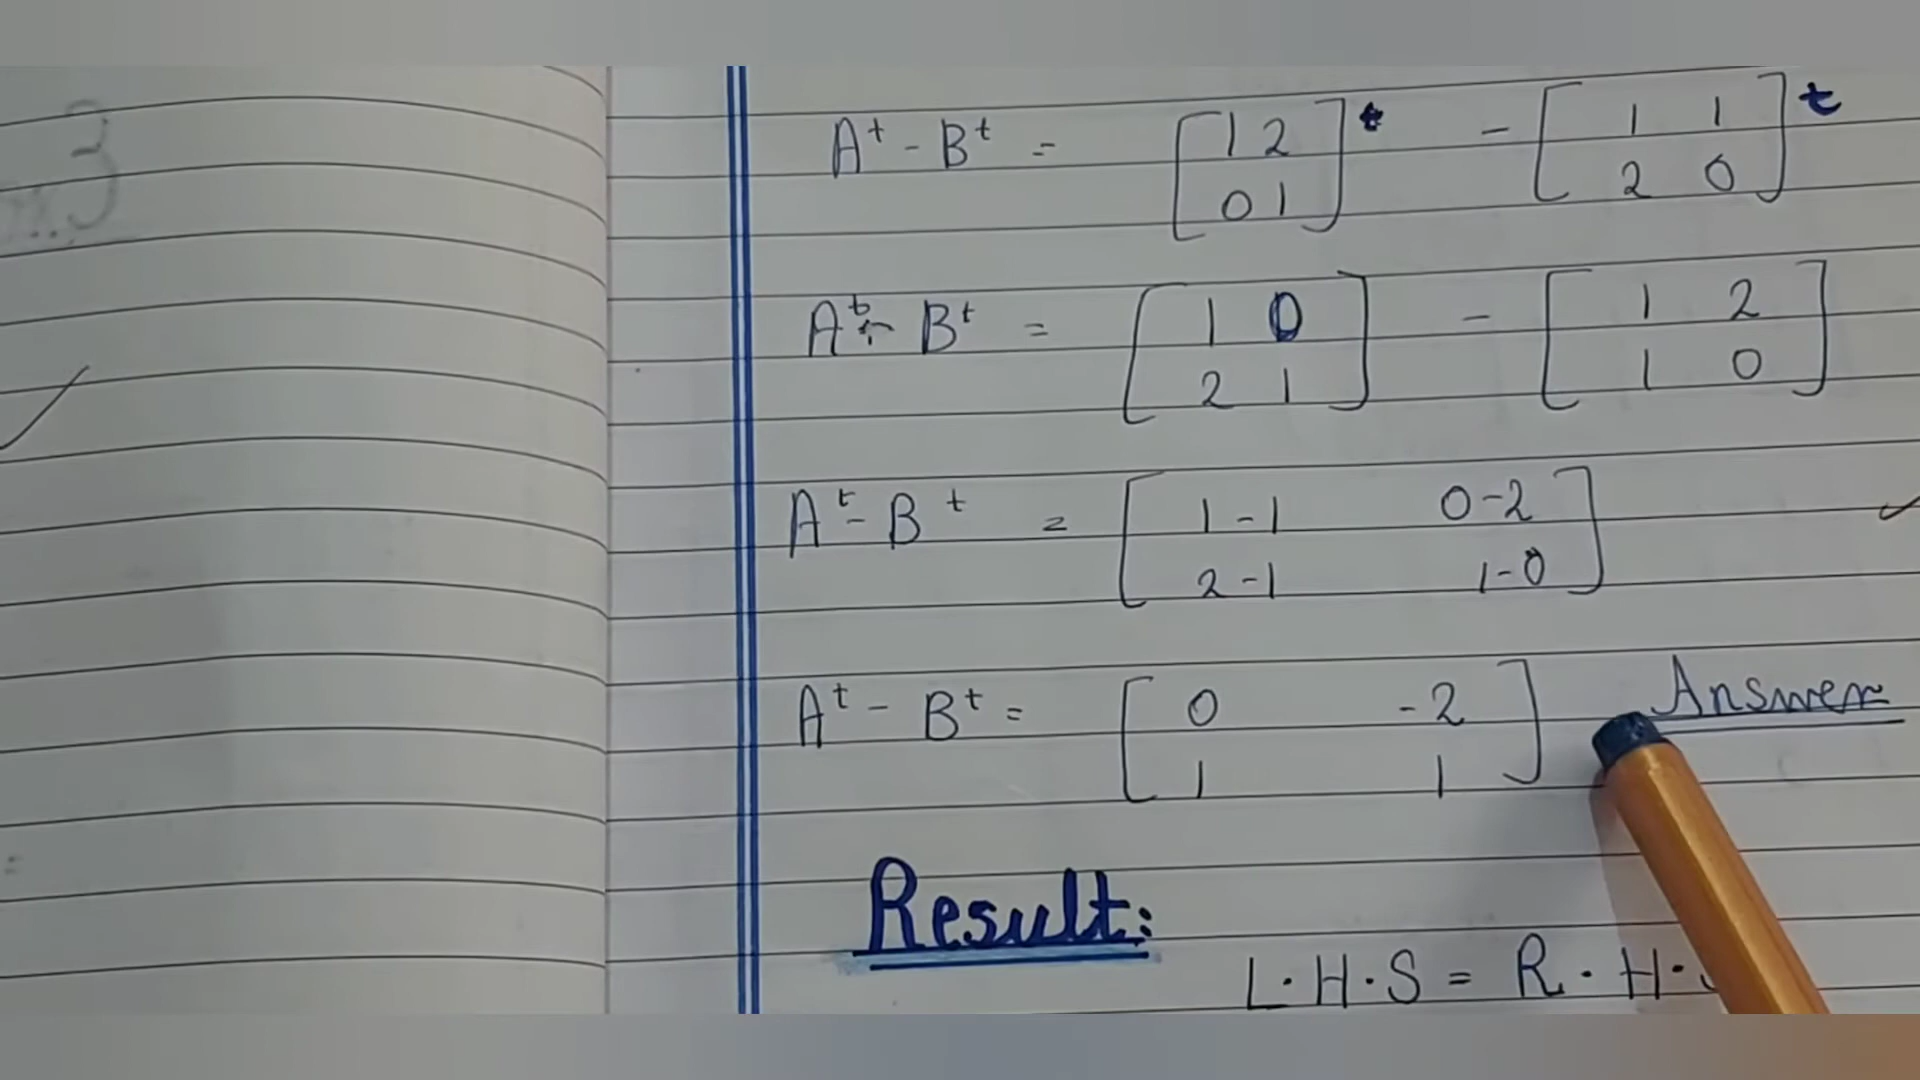 A^t - B^t = [1 2]^t - [1 1]^t
[0 1] [2 0]
A^t - B^t = [1 0] - [1 2]
[2 1] [1 0]
A^t - B^t = [1-1 0-2]
[2-1 1-0]
A^t - B^t = [0 -2] Answer
[1 1]
Result:
L.H.S = R.H.